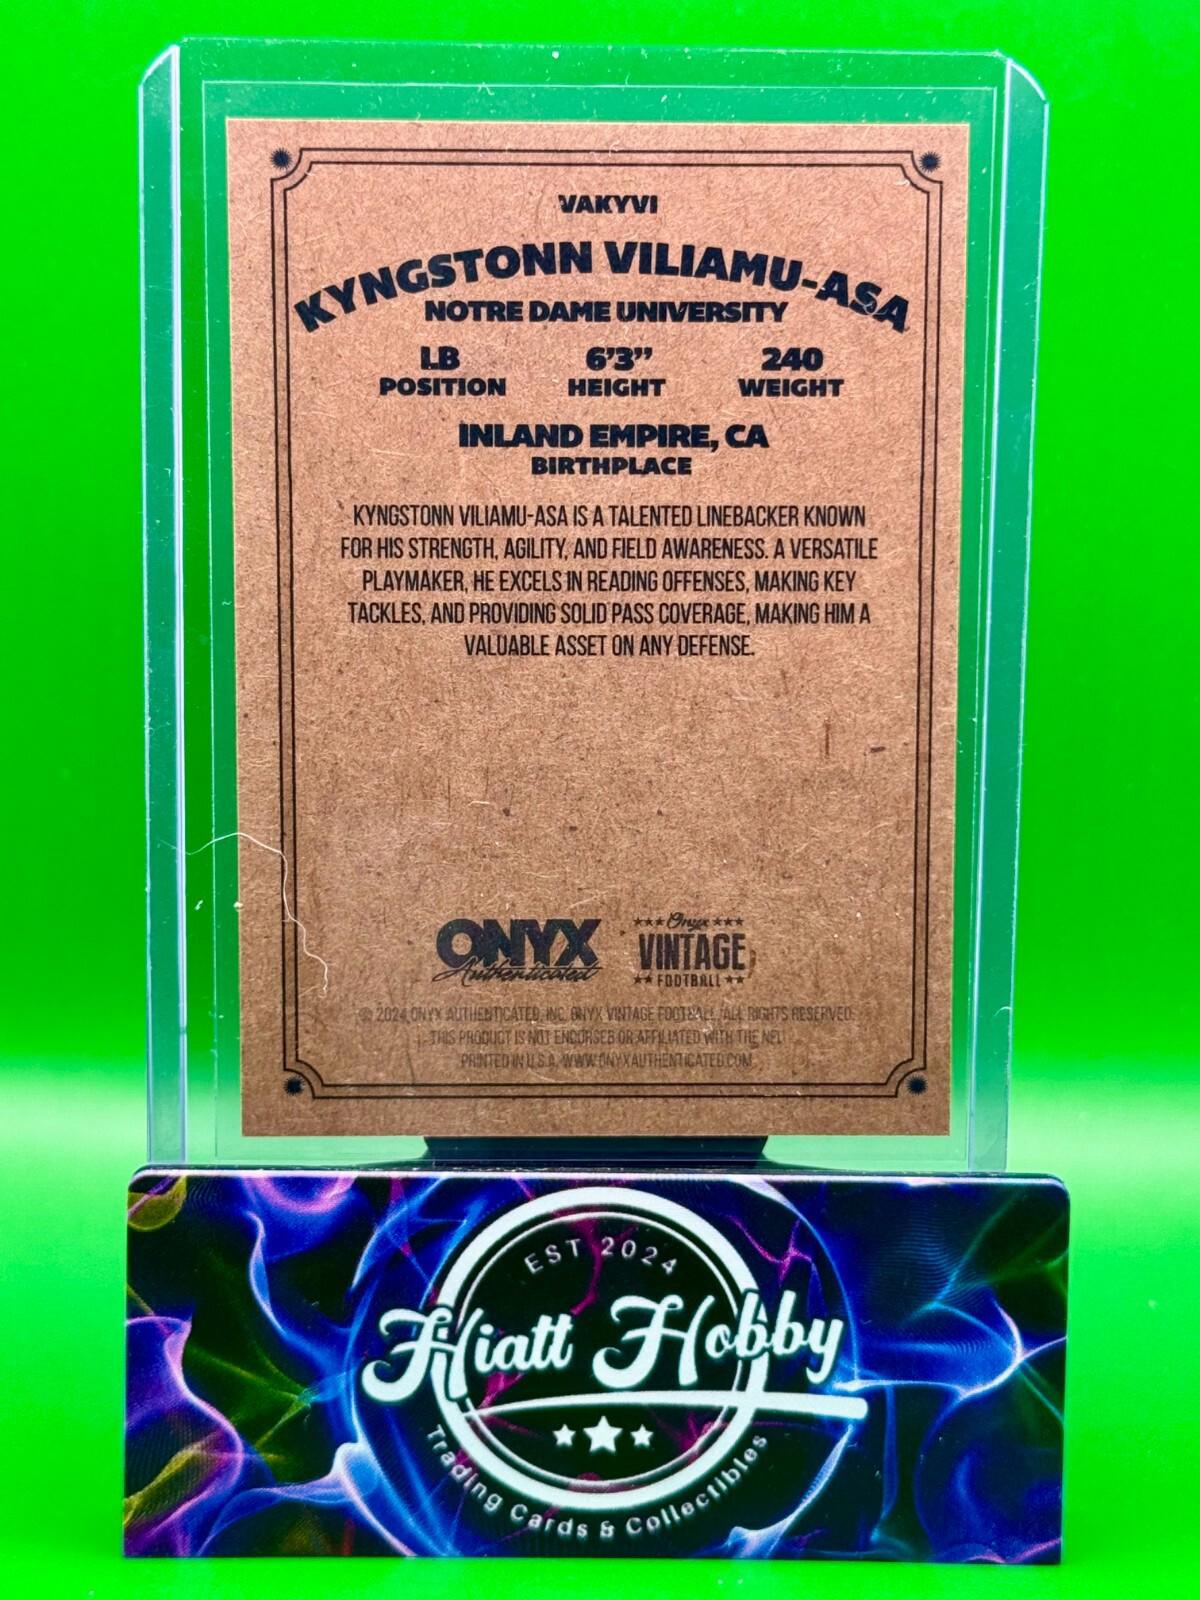 VAKYVI
KYNGSTONN VILIAMU-ASA
NOTRE DAME UNIVERSITY
LB 6'3” 240
POSITION HEIGHT WEIGHT
INLAND EMPIRE, CA
BIRTHPLACE
KYNGSTONN VILIAMU-ASA IS A TALENTED LINEBACKER KNOWN
FOR HIS STRENGTH, AGILITY, AND FIELD AWARENESS. A VERSATILE
PLAYMAKER, HE EXCELS IN READING OFFENSES, MAKING KEY
TACKLES, AND PROVIDING SOLID PASS COVERAGE, MAKING HIM A
VALUABLE ASSET ON ANY DEFENSE.
ONYX
Authenticated
Onyx
VINTAGE
FOOTBALL
© 2024 ONYX AUTHENTICATED, INC. ONYX VINTAGE FOOTBALL. ALL RIGHTS RESERVED.
THIS PRODUCT IS NOT ENDORSED OR AFFILIATED WITH THE NFL.
PRINTED IN U.S.A. WWW.ONYXAUTHENTICATED.COM
EST 2024
Hiatt Hobby
Trading Cards & Collectibles